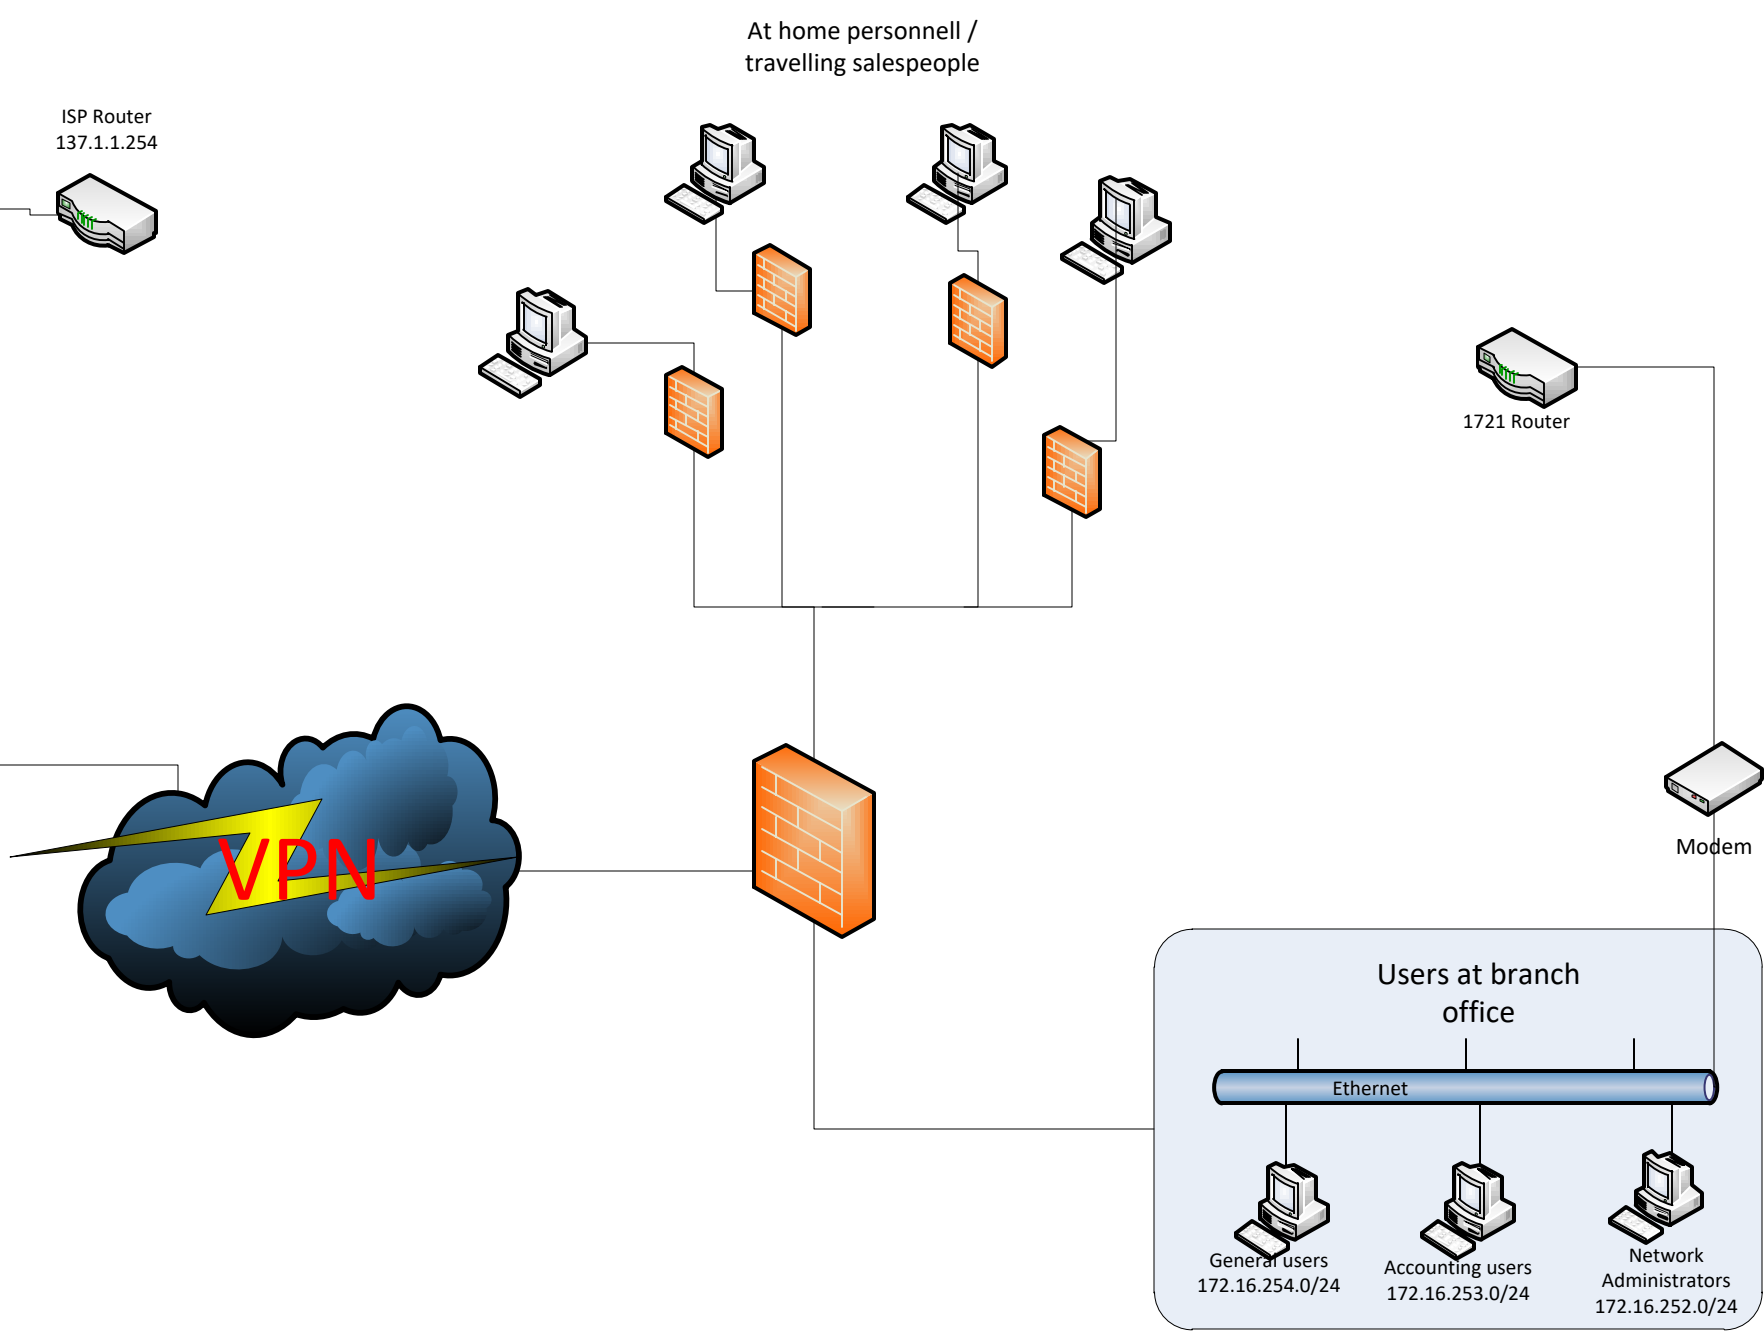 At home personnell /
travelling salespeople
ISP Router
137.1.1.254
1721 Router
VPN
Modem
Users at branch
office
Ethernet
General users
172.16.254.0/24
Accounting users
172.16.253.0/24
Network
Administrators
172.16.252.0/24